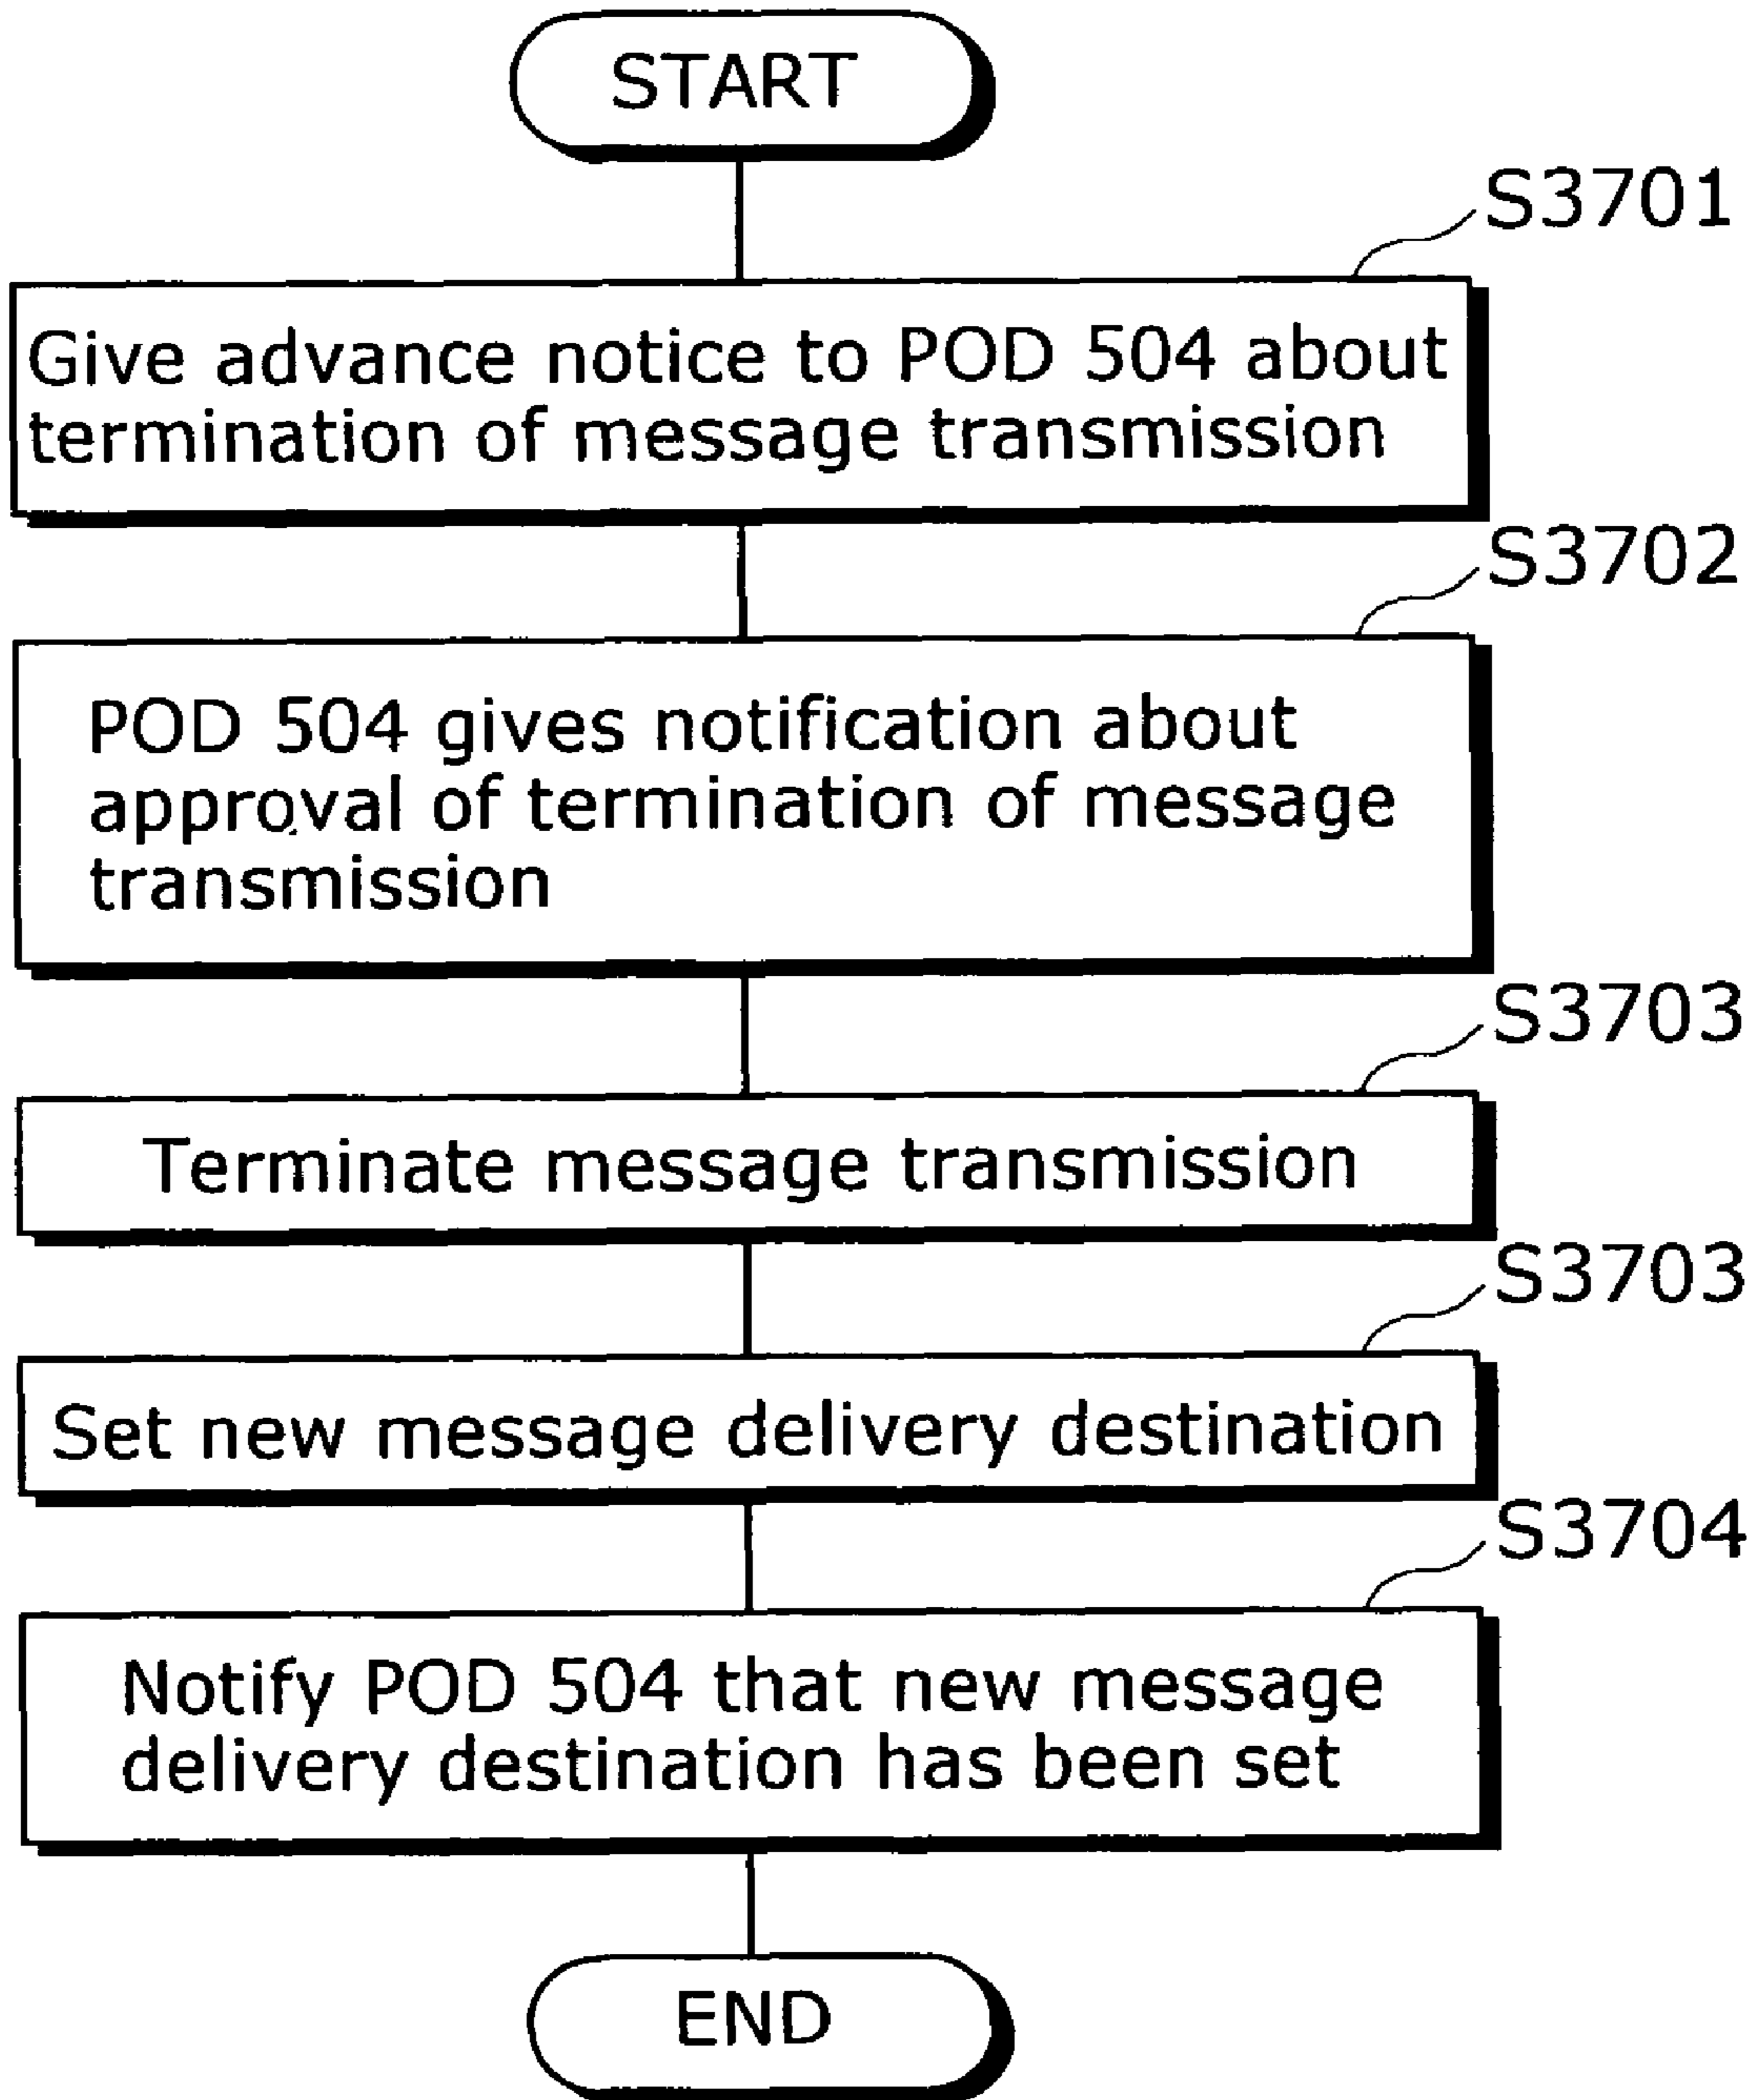 START
S3701
Give advance notice to POD 504 about
termination of message transmission
S3702
POD 504 gives notification about
approval of termination of message
transmission
S3703
Terminate message transmission
S3703
Set new message delivery destination
S3704
Notify POD 504 that new message
delivery destination has been set
END